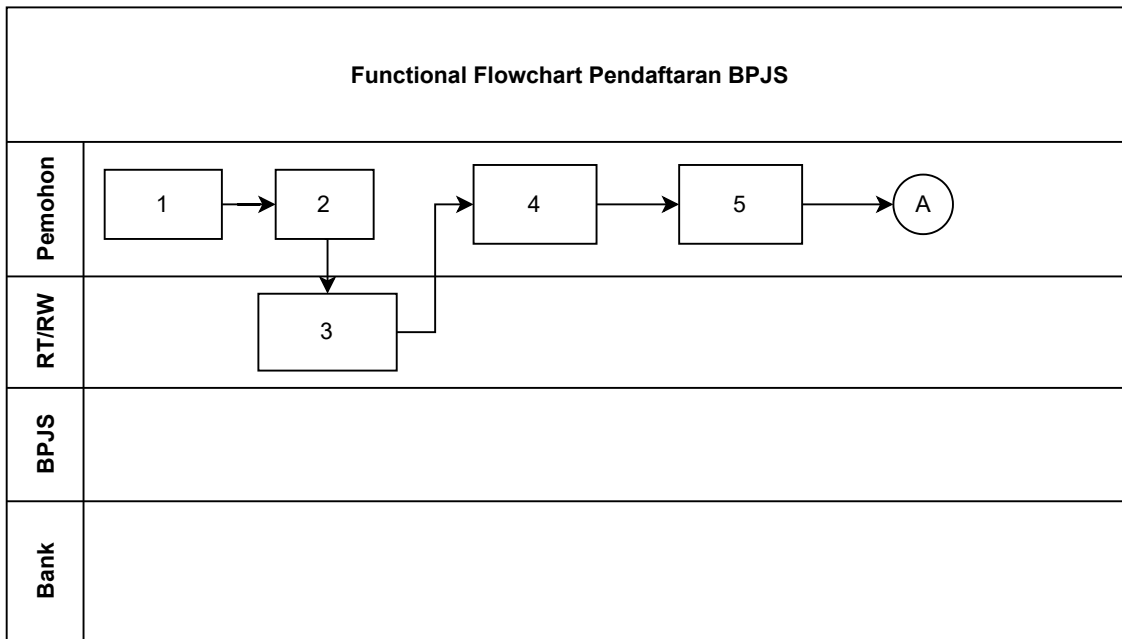 Functional Flowchart Pendaftaran BPJS
Pemohon
1
2
4
5
A
RT/RW
3
BPJS
Bank